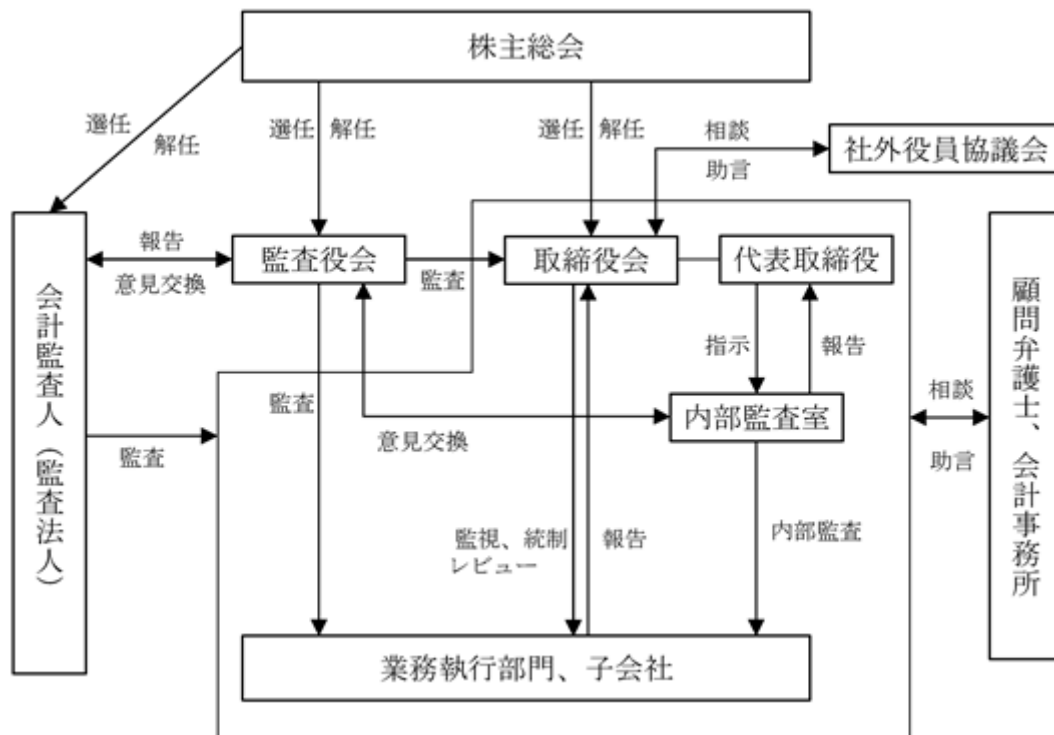 株主総会
選任
解任
選任
解任
選任
解任
相談
助言
社外役員協議会
報告
意見交換
監査役会
監査
取締役会
代表取締役
会計監査人(監査法人)
顧問弁護士、会計事務所
指示
報告
監査
内部監査室
相談
助言
意見交換
監査
監視、統制
レビュー
報告
内部監査
業務執行部門、子会社